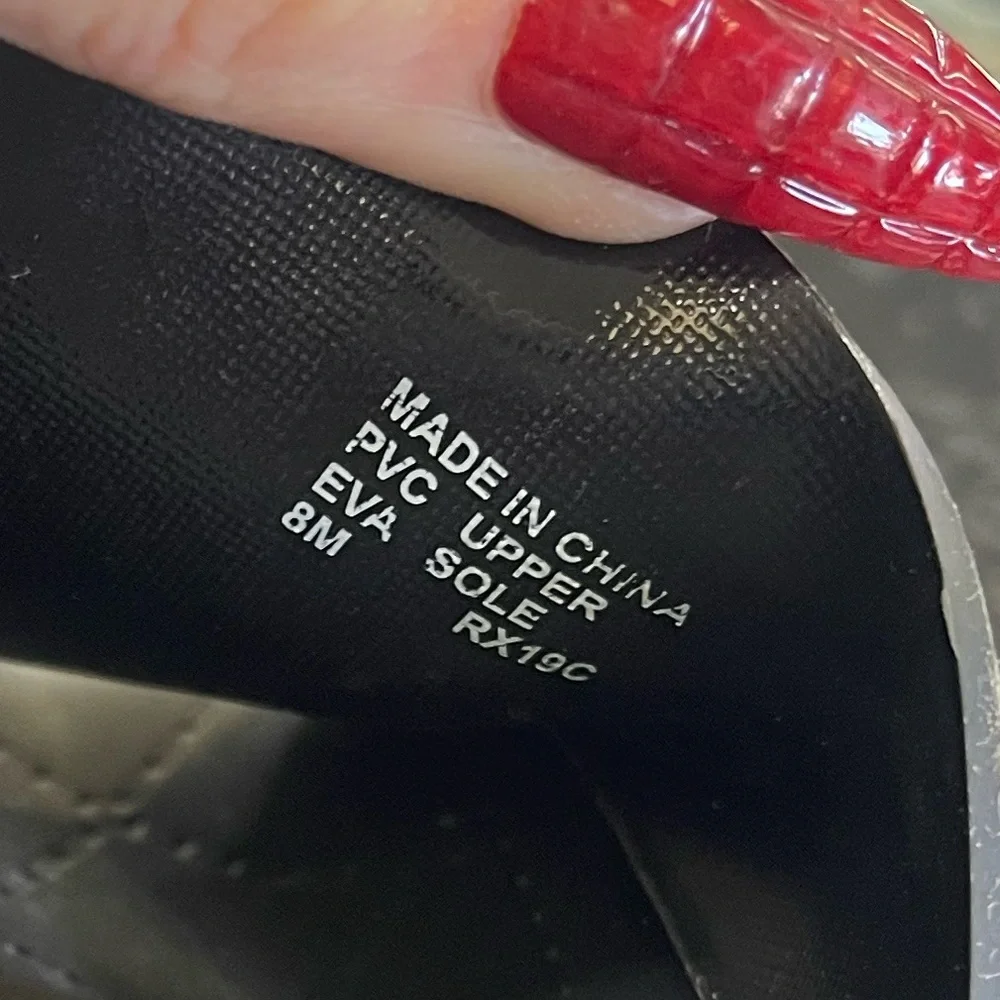 MADE IN CHINA
PVC UPPER
EVA SOLE
8M RX19C